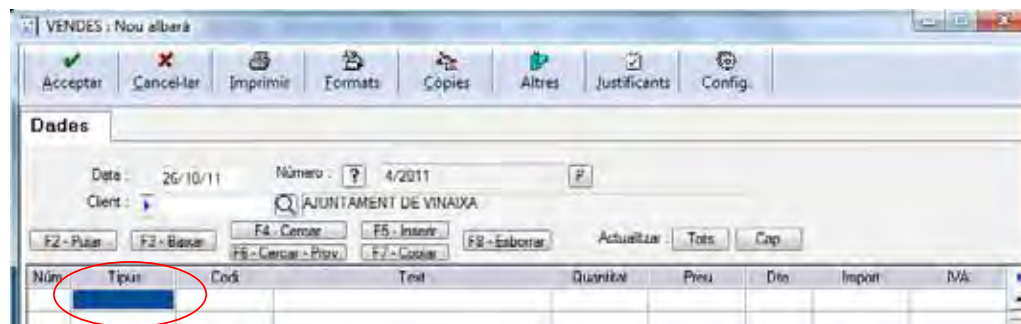 VENDES : Nou albarà
Acceptar Cancel·lar Imprimir Formats Còpies Altres Justificants Config.
Dades
Data : 26/10/11 Número : ? 4/2011 F
Client : AJUNTAMENT DE VINAIXA
F2 - Pujar F3 - Baixar F4 - Cercar F5 - Inserir F8 - Esborrar Actualitzar : Tots Cap
F6 - Cercar - Prov. F7 - Copiar
Núm Tipus Codi Text Quantitat Preu Dte Import IVA